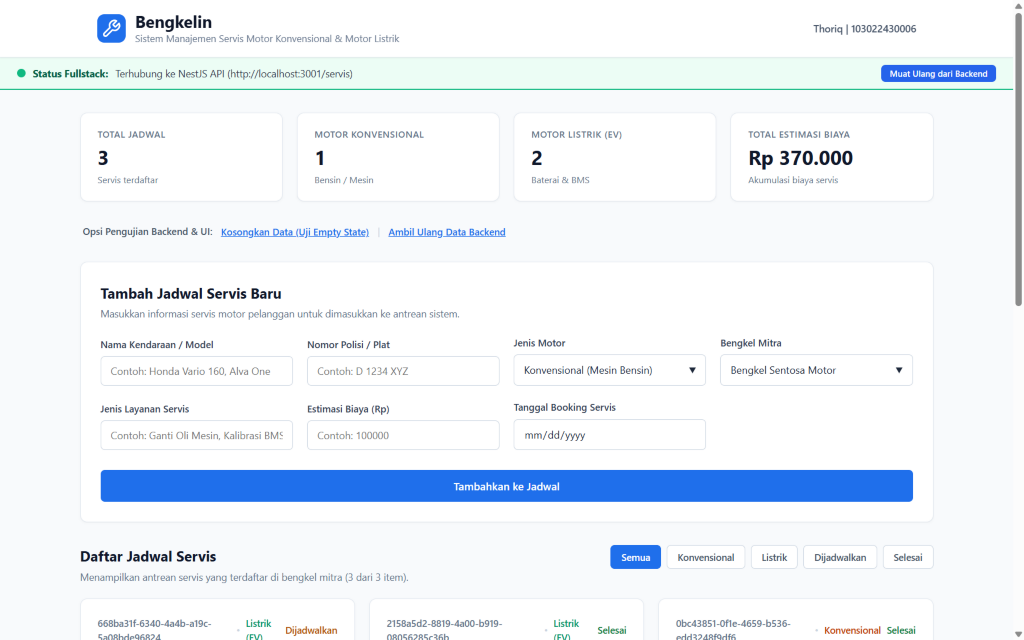 Bengkelin
Sistem Manajemen Servis Motor Konvensional & Motor Listrik
Thoriq | 103022430006
Status Fullstack: Terhubung ke NestJS API (http://localhost:3001/servis)
Muat Ulang dari Backend
TOTAL JADWAL
3
Servis terdaftar
MOTOR KONVENSIONAL
1
Bensin / Mesin
MOTOR LISTRIK (EV)
2
Baterai & BMS
TOTAL ESTIMASI BIAYA
Rp 370.000
Akumulasi biaya servis
Opsi Pengujian Backend & UI: Kosongkan Data (Uji Empty State) | Ambil Ulang Data Backend
Tambah Jadwal Servis Baru
Masukkan informasi servis motor pelanggan untuk dimasukkan ke antrean sistem.
Nama Kendaraan / Model
Contoh: Honda Vario 160, Alva One
Nomor Polisi / Plat
Contoh: D 1234 XYZ
Jenis Motor
Konvensional (Mesin Bensin)
Bengkel Mitra
Bengkel Sentosa Motor
Jenis Layanan Servis
Contoh: Ganti Oli Mesin, Kalibrasi BMS
Estimasi Biaya (Rp)
Contoh: 100000
Tanggal Booking Servis
mm/dd/yyyy
Tambahkan ke Jadwal
Daftar Jadwal Servis
Menampilkan antrean servis yang terdaftar di bengkel mitra (3 dari 3 item).
Semua
Konvensional
Listrik
Dijadwalkan
Selesai
668ba31f-6340-4a4b-a19c-
5a08bde96824
Listrik
(EV)
Dijadwalkan
2158a5d2-8819-4a00-b919-
08056285c36b
Listrik
(EV)
Selesai
0bc43851-0f1e-4659-b536-
edd3248f9df6
Konvensional
Selesai